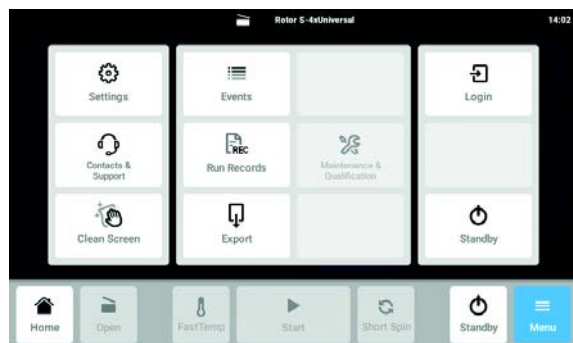 Rotor S-4xUniversal
14:02
Settings
Events
Login
Contacts &
Support
REC
Run Records
Maintenance &
Qualification
Clean Screen
Export
Standby
Home
Open
FastTemp
Start
Short Spin
Standby
Menu